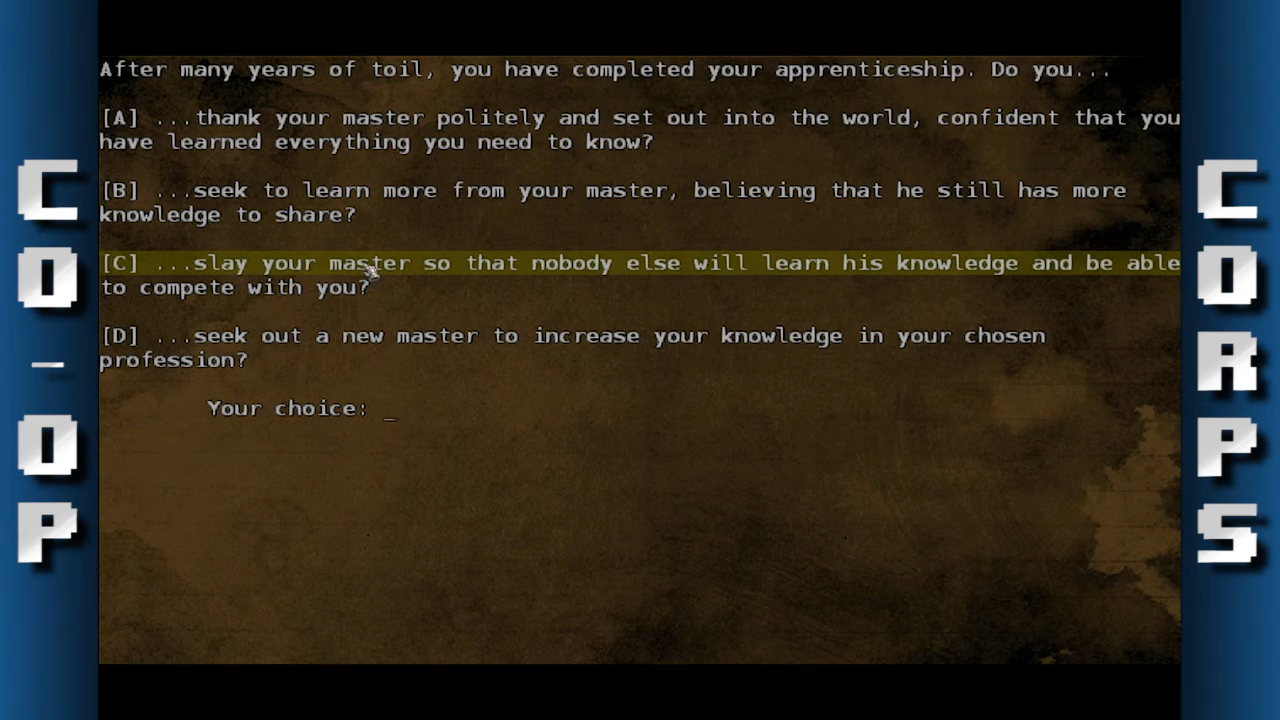 After many years of toil, you have completed your apprenticeship. Do you...
[A] ...thank your master politely and set out into the world, confident that you
have learned everything you need to know?
[B] ...seek to learn more from your master, believing that he still has more
knowledge to share?
[C] ...slay your master so that nobody else will learn his knowledge and be able
to compete with you?
[D] ...seek out a new master to increase your knowledge in your chosen
profession?
Your choice: _
CO-OP
CORPS